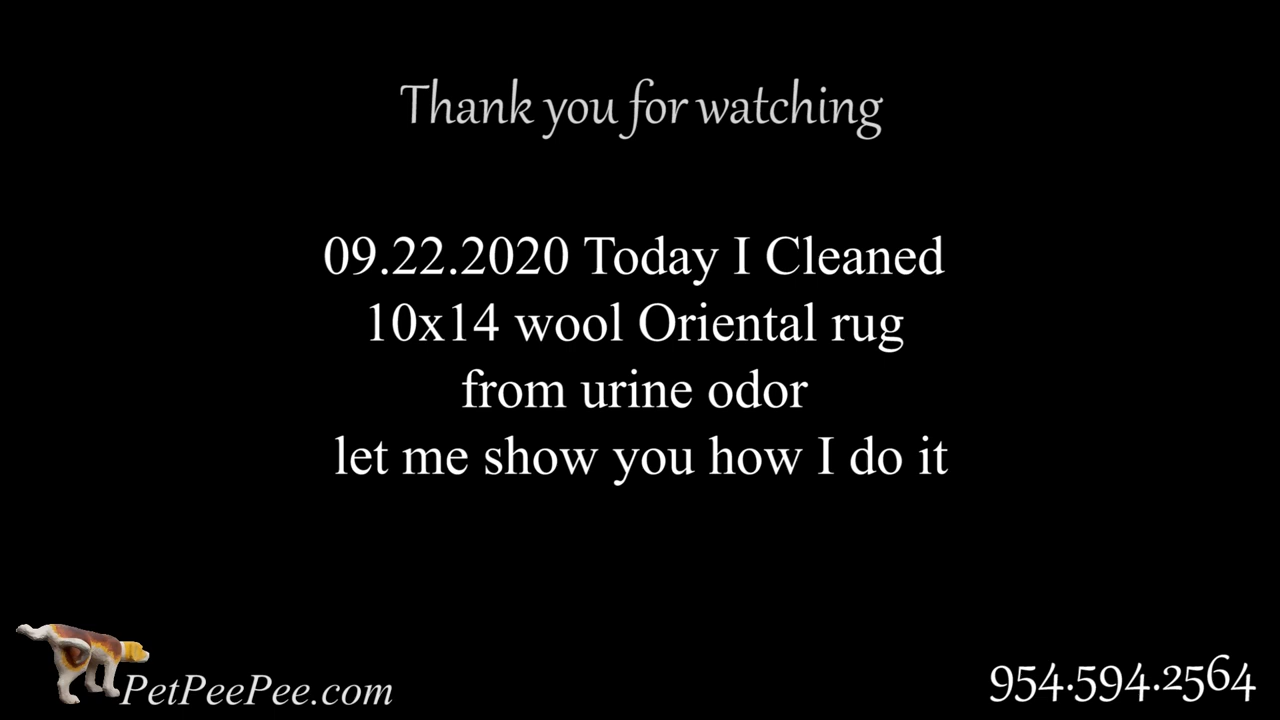 Thank you for watching
09.22.2020 Today I Cleaned
10x14 wool Oriental rug
from urine odor
let me show you how I do it
PetPeePee.com
954.594.2564